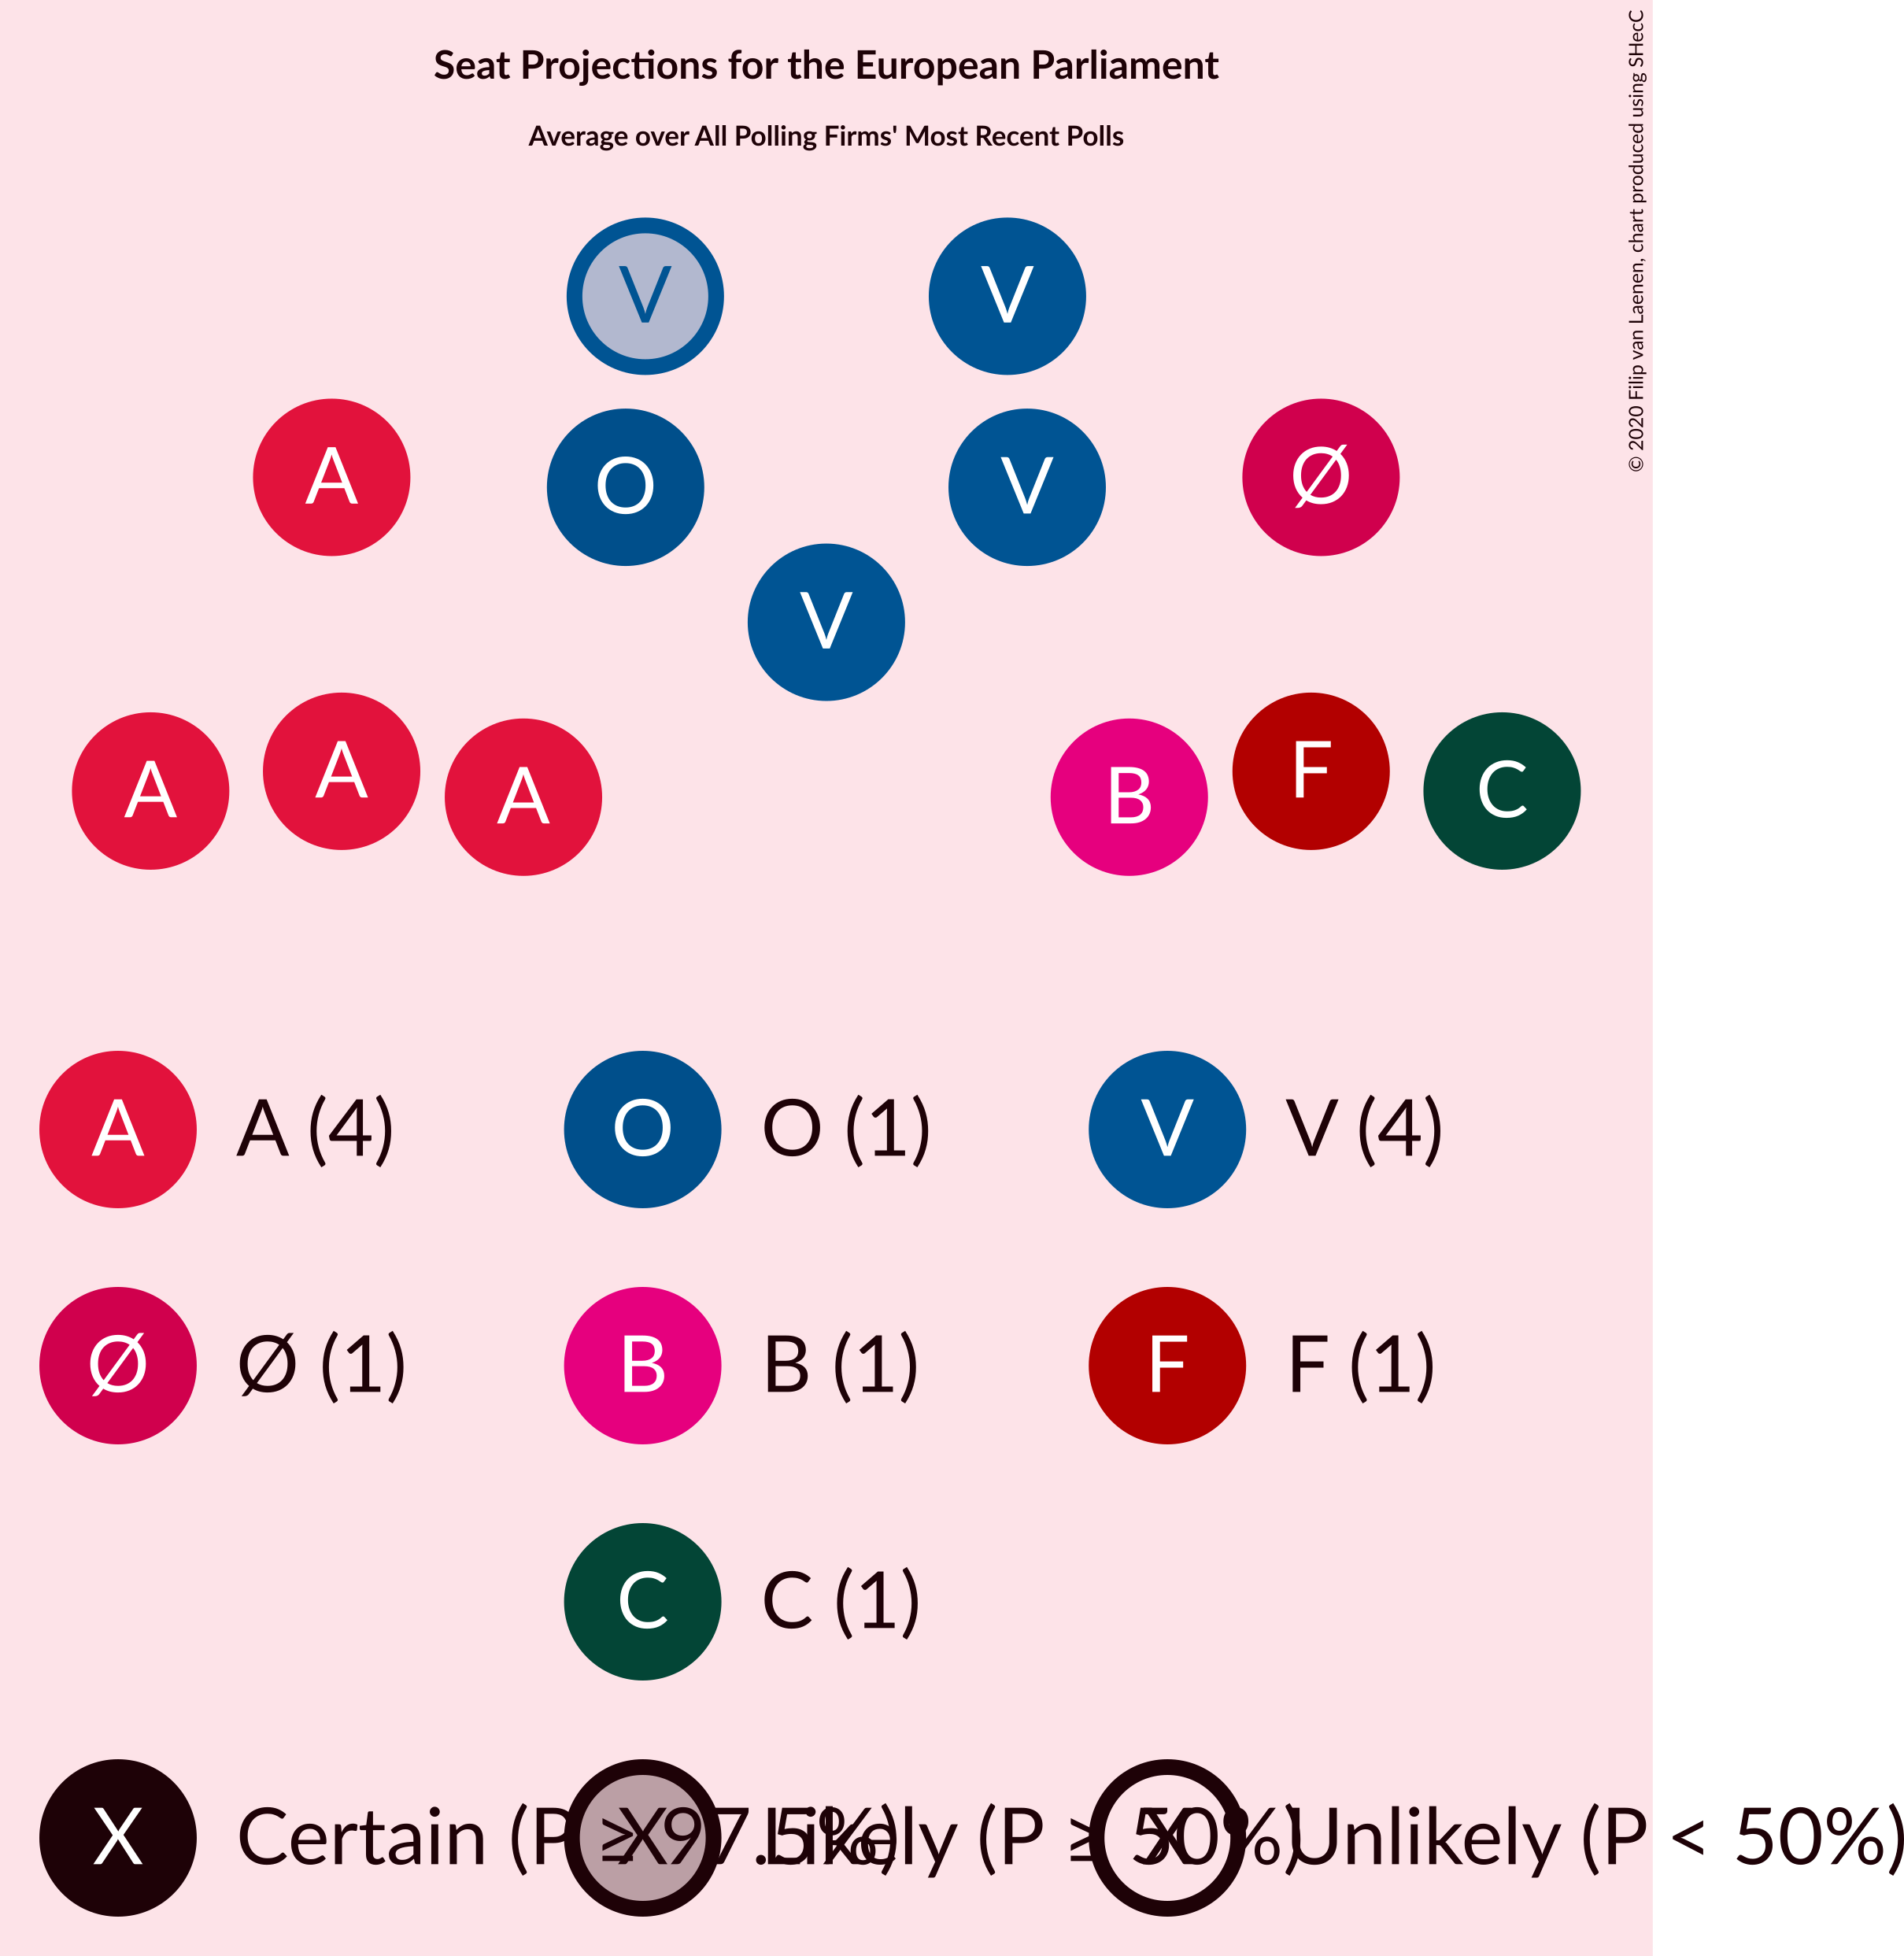 Seat Projections for the European Parliament
Average over All Polling Firms' Most Recent Polls
© 2020 Filip van Laenen, chart produced using SHecC
V V
A O V Ø
V
A A A B F C
A A (4) O O (1) V V (4)
Ø Ø (1) B B (1) F F (1)
C C (1)
X Certain (P ≥ 97.5%) X Likely (P ≥ 50%) X Unlikely (P < 50%)